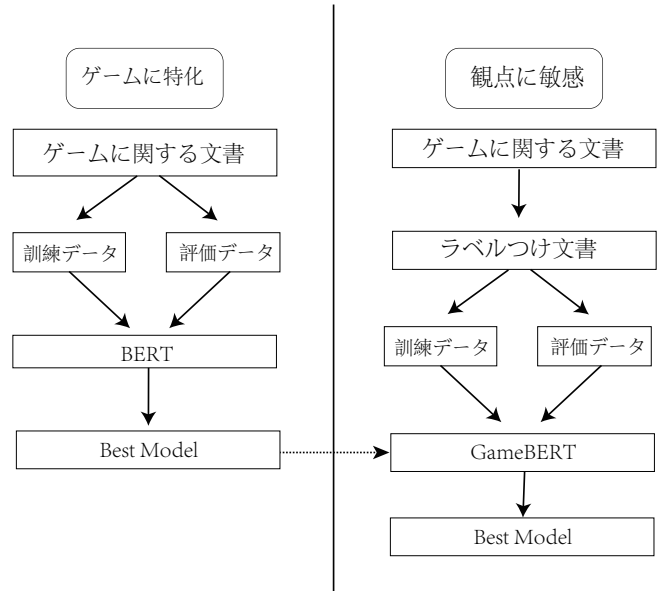 ゲームに特化
ゲームに関する文書
訓練データ
評価データ
BERT
Best Model
観点に敏感
ゲームに関する文書
ラベルつけ文書
訓練データ
評価データ
GameBERT
Best Model